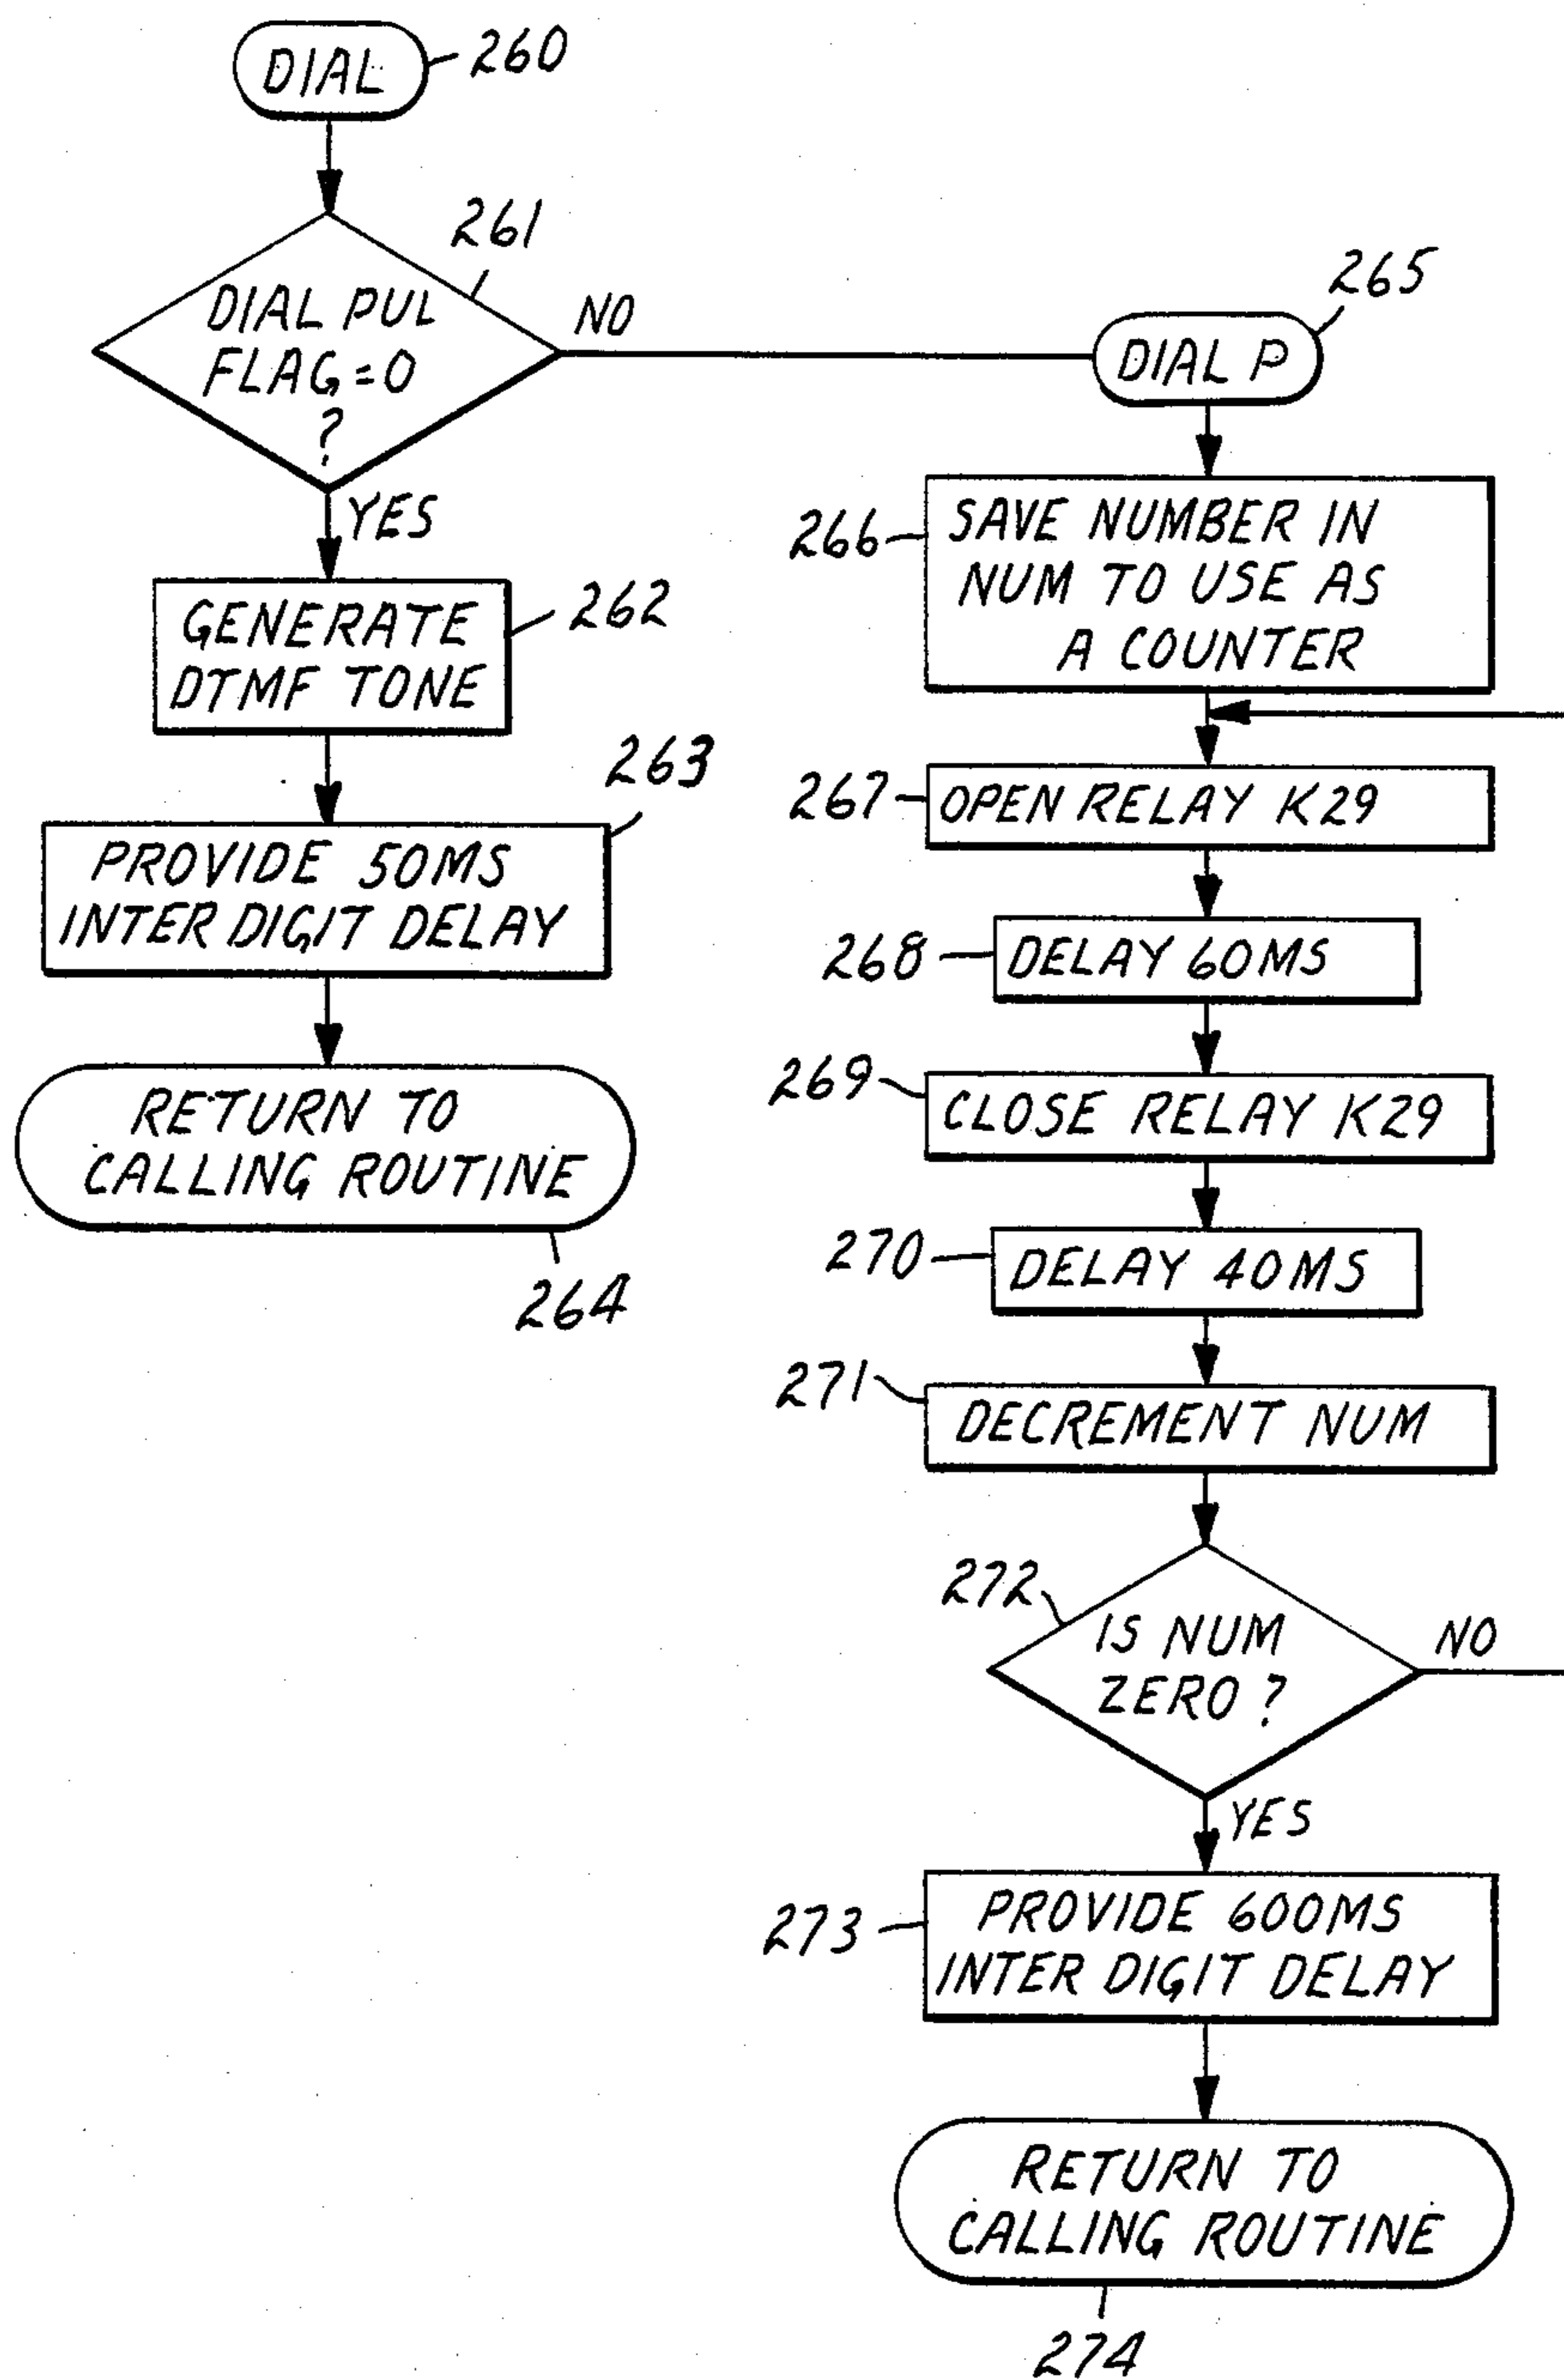 DIAL
260
261
DIAL PUL
FLAG=0
?
NO
YES
GENERATE
DTMF TONE
262
263
PROVIDE 50MS
INTER DIGIT DELAY
RETURN TO
CALLING ROUTINE
264
265
DIAL P
266
SAVE NUMBER IN
NUM TO USE AS
A COUNTER
267
OPEN RELAY K29
268
DELAY 60MS
269
CLOSE RELAY K29
270
DELAY 40MS
271
DECREMENT NUM
272
IS NUM
ZERO?
NO
YES
273
PROVIDE 600MS
INTER DIGIT DELAY
RETURN TO
CALLING ROUTINE
274